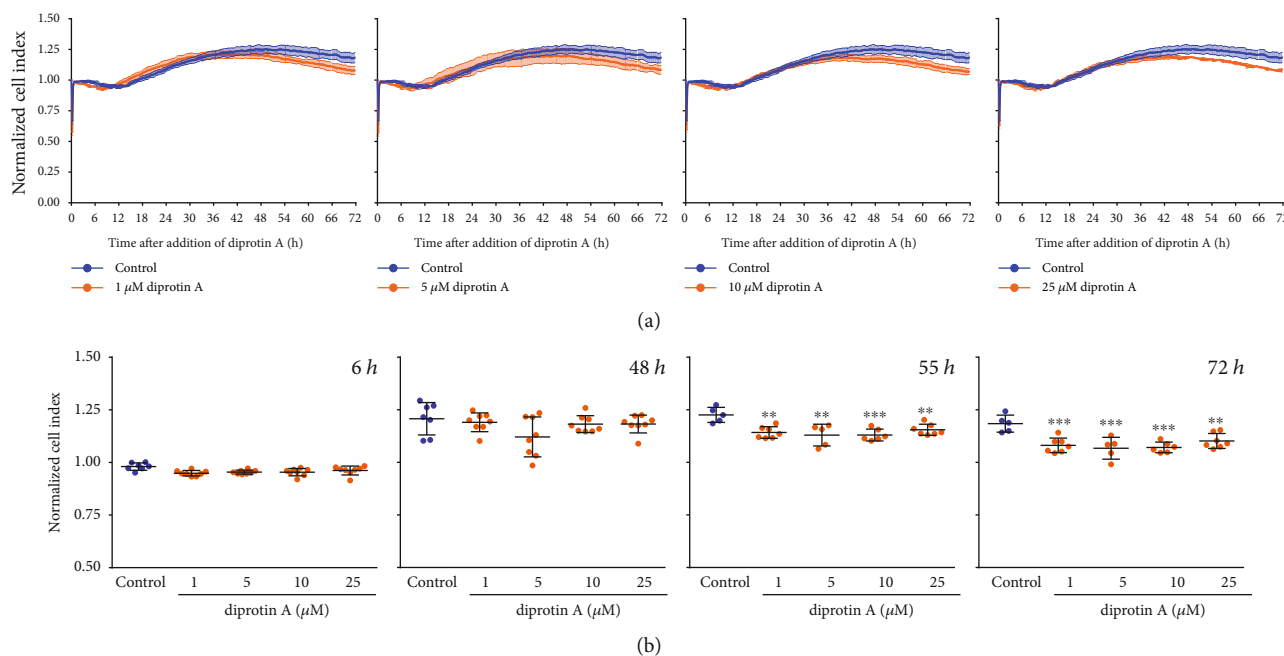 Normalized cell index
1.50
1.25
1.00
0.75
0.50
0.25
0.00
0 6 12 18 24 30 36 42 48 54 60 66 72
0 6 12 18 24 30 36 42 48 54 60 66 72
0 6 12 18 24 30 36 42 48 54 60 66 72
0 6 12 18 24 30 36 42 48 54 60 66 72
Time after addition of diprotin A (h)
Time after addition of diprotin A (h)
Time after addition of diprotin A (h)
Time after addition of diprotin A (h)
Control
1 μM diprotin A
Control
5 μM diprotin A
Control
10 μM diprotin A
Control
25 μM diprotin A
(a)
Normalized cell index
1.50
1.25
1.00
0.75
0.50
6 h
48 h
55 h
** ** *** **
72 h
*** *** *** **
Control 1 5 10 25
diprotin A (μM)
Control 1 5 10 25
diprotin A (μM)
Control 1 5 10 25
diprotin A (μM)
Control 1 5 10 25
diprotin A (μM)
(b)